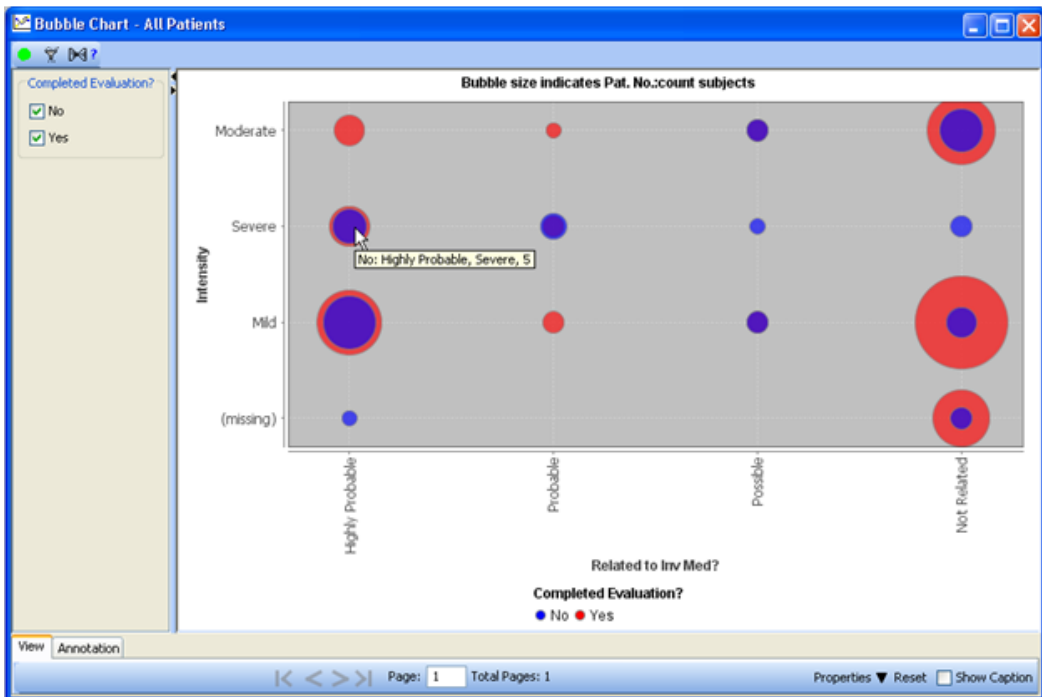 Bubble Chart - All Patients
?
Completed Evaluation?
No
Yes
Bubble size indicates Pat. No.:count subjects
Intensity
Moderate
Severe
No: Highly Probable, Severe, 5
Mild
(missing)
Highly Probable
Probable
Possible
Not Related
Related to Inv Med?
Completed Evaluation?
No Yes
View Annotation
Page: 1 Total Pages: 1 Properties ▼ Reset Show Caption